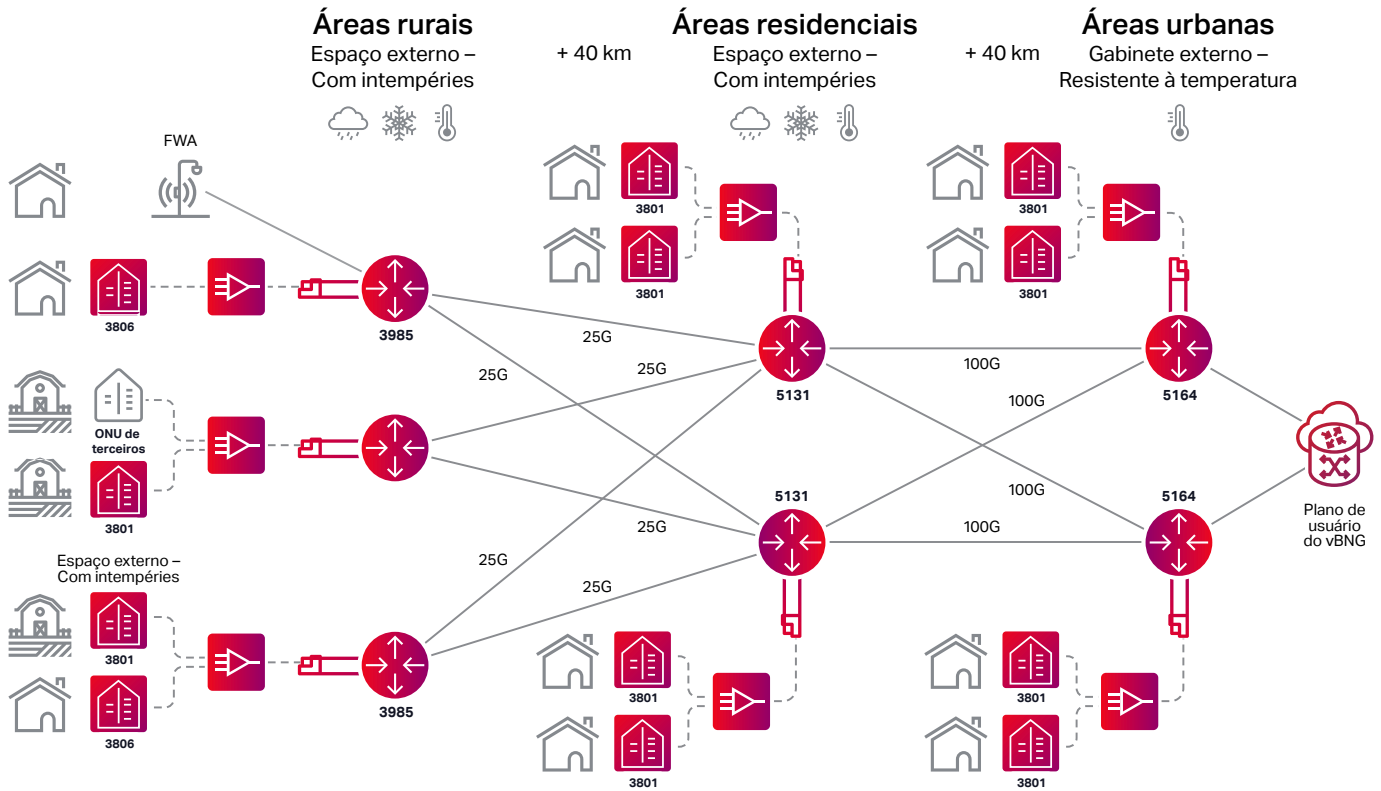 Áreas rurais
Espaço externo –
Com intempéries
+ 40 km
Áreas residenciais
Espaço externo –
Com intempéries
+ 40 km
Áreas urbanas
Gabinete externo –
Resistente à temperatura
FWA
3806
3985
ONU de
terceiros
3801
Espaço externo –
Com intempéries
3801
3806
3985
25G
25G
25G
25G
25G
25G
3801
3801
5131
5131
3801
3801
100G
100G
100G
100G
3801
3801
5164
5164
3801
3801
Plano de
usuário
do vBNG